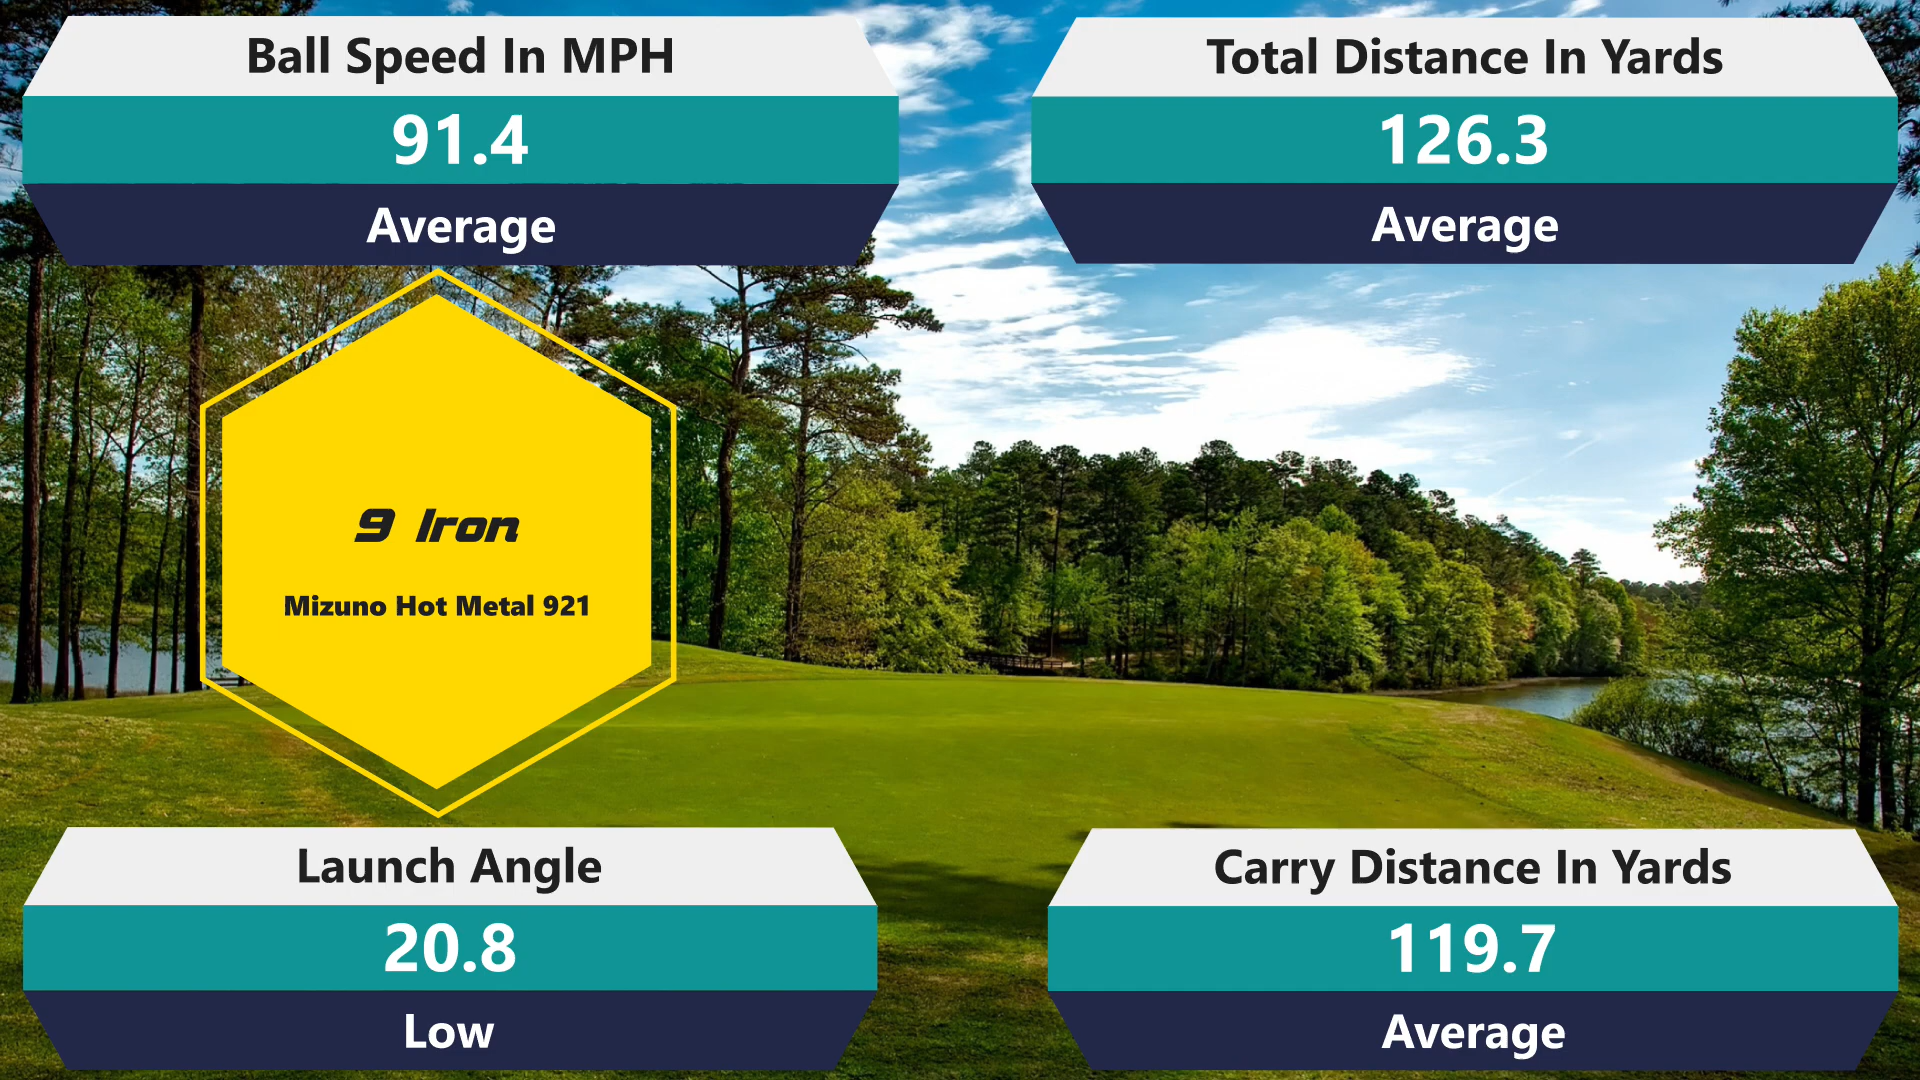 Ball Speed In MPH
91.4
Average
Total Distance In Yards
126.3
Average
9 Iron
Mizuno Hot Metal 921
Launch Angle
20.8
Low
Carry Distance In Yards
119.7
Average